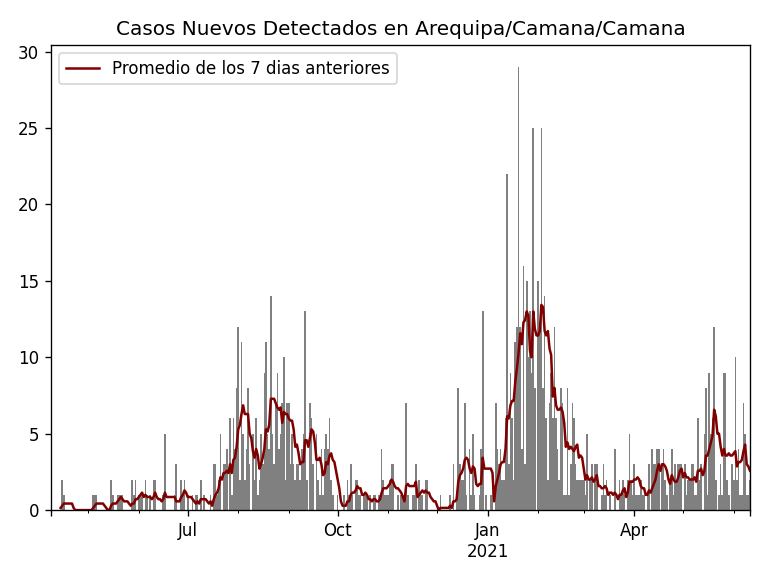 Casos Nuevos Detectados en Arequipa/Camana/Camana
Promedio de los 7 dias anteriores
30
25
20
15
10
5
0
Jul
Oct
Jan
2021
Apr